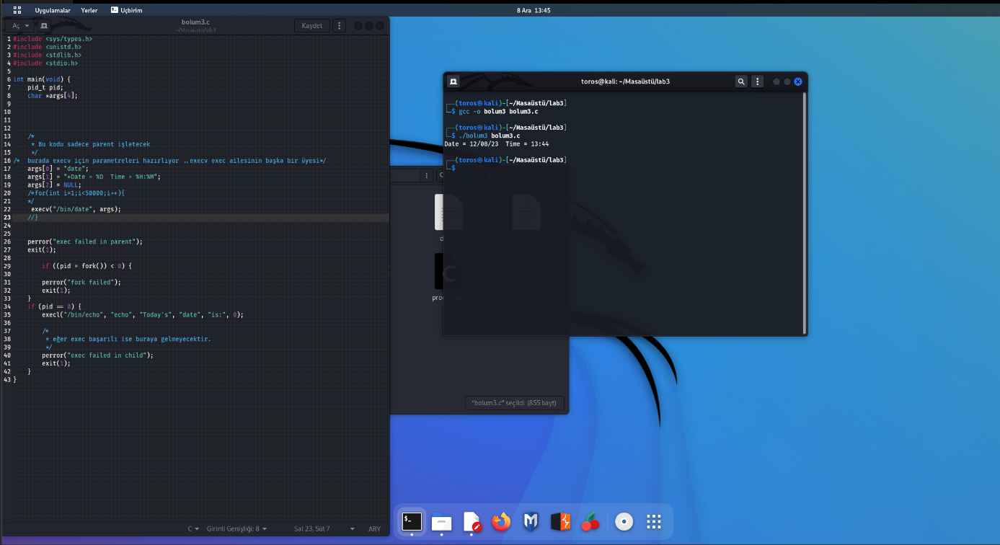 Uygulamalar Yerler Uçbirim
8 Ara 13:45
Aç
bolum3.c
~/Masaüstü/lab3
Kaydet
1 #include <sys/types.h>
2 #include <unistd.h>
3 #include <stdlib.h>
4 #include <stdio.h>
5
6 int main(void) {
7 pid_t pid;
8 char *args[4];
9
10
11
12
13 /*
14 * Bu kodu sadece parent işletecek
15 */
16 /* burada execv için parametreleri hazırlıyor ..execv exec ailesinin başka bir üyesi*/
17 args[0] = "date";
18 args[1] = "+Date = %D Time = %H:%M";
19 args[2] = NULL;
20 /*for(int i=1;i<50000;i++){
21 */
22 execv("/bin/date", args);
23 //}
24
25
26 perror("exec failed in parent");
27 exit(1);
28
29 if ((pid = fork()) < 0) {
30
31 perror("fork failed");
32 exit(1);
33 }
34 if (pid == 0) {
35 execl("/bin/echo", "echo", "Today's", "date", "is:", 0);
36
37 /*
38 * eğer exec başarılı ise buraya gelmeyecektir.
39 */
40 perror("exec failed in child");
41 exit(1);
42 }
43 }
C Girinti Genişliği: 8 Sat 23, Süt 7 ARY
toros@kali: ~/Masaüstü/lab3
(toros㉿kali)-[~/Masaüstü/lab3]
$ gcc -o bolum3 bolum3.c
(toros㉿kali)-[~/Masaüstü/lab3]
$ ./bolum3 bolum3.c
Date = 12/08/23 Time = 13:44
(toros㉿kali)-[~/Masaüstü/lab3]
$
"bolum3.c" seçildi (855 bayt)